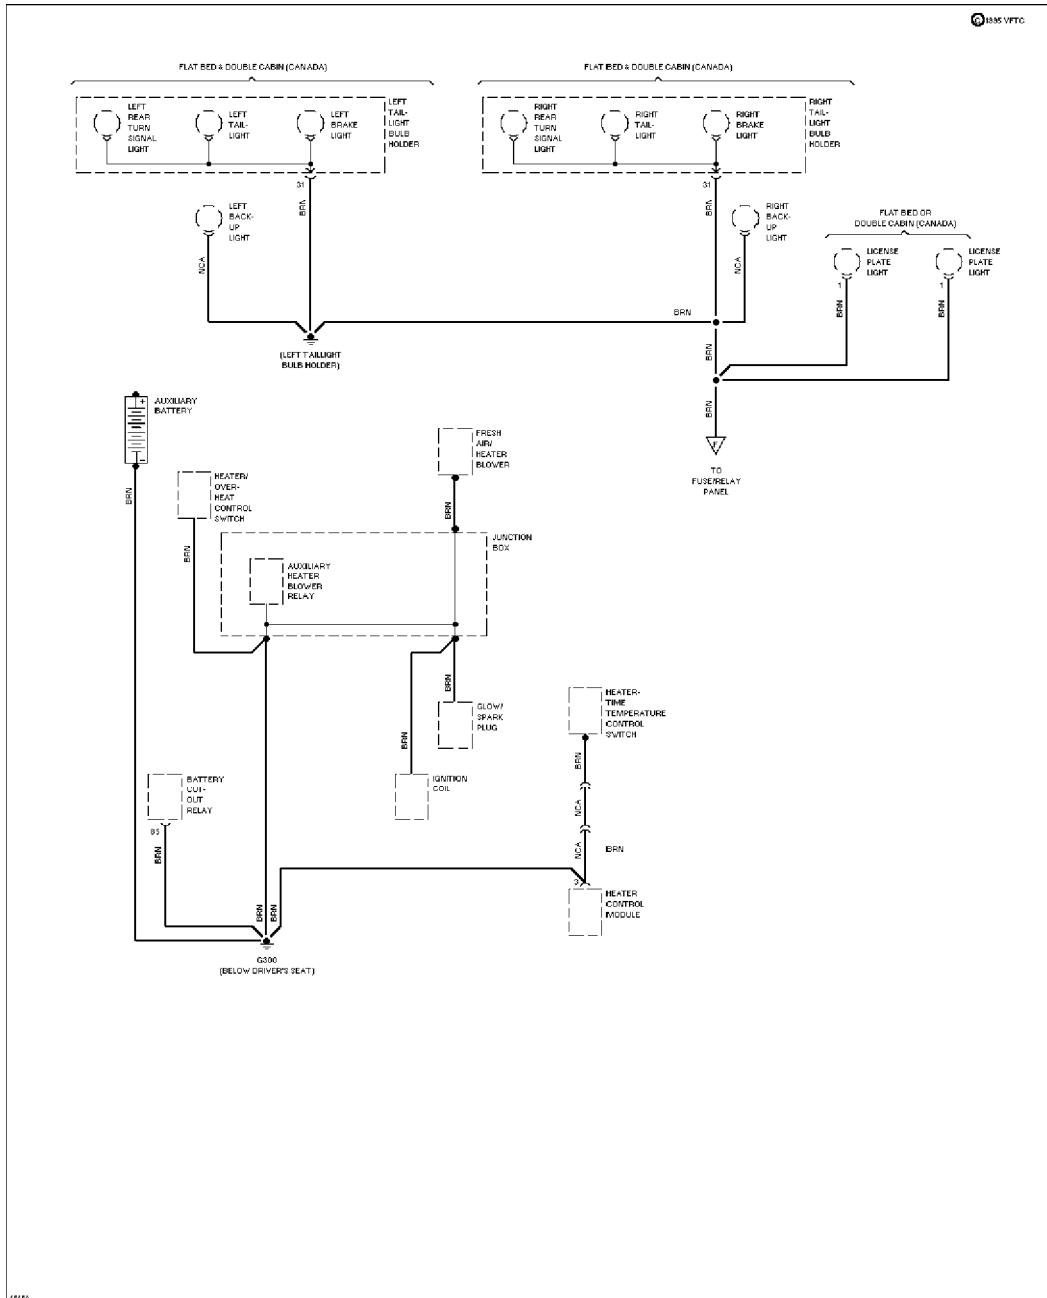 1995 VFTC
FLAT BED & DOUBLE CABIN (CANADA)
FLAT BED & DOUBLE CABIN (CANADA)
LEFT
REAR
TURN
SIGNAL
LIGHT
LEFT
TAIL-
LIGHT
LEFT
BRAKE
LIGHT
LEFT
TAIL-
LIGHT
BULB
HOLDER
RIGHT
REAR
TURN
SIGNAL
LIGHT
RIGHT
TAIL-
LIGHT
RIGHT
BRAKE
LIGHT
RIGHT
TAIL-
LIGHT
BULB
HOLDER
31
BRN
31
BRN
LEFT
BACK-
UP
LIGHT
NCA
RIGHT
BACK-
UP
LIGHT
NCA
FLAT BED OR
DOUBLE CABIN (CANADA)
LICENSE
PLATE
LIGHT
LICENSE
PLATE
LIGHT
1
BRN
1
BRN
BRN
(LEFT TAILLIGHT
BULB HOLDER)
BRN
BRN
F
TO
FUSE/RELAY
PANEL
+
AUXILIARY
BATTERY
-
BRN
HEATER/
OVER-
HEAT
CONTROL
SWITCH
BRN
FRESH
AIR/
HEATER
BLOWER
BRN
JUNCTION
BOX
AUXILIARY
HEATER
BLOWER
RELAY
BRN
GLOW/
SPARK
PLUG
BRN
IGNITION
COIL
HEATER-
TIME
TEMPERATURE
CONTROL
SWITCH
BRN
NCA
NCA
BRN
3
HEATER
CONTROL
MODULE
BATTERY
CUT-
OUT
RELAY
85
BRN
BRN
BRN
G300
(BELOW DRIVER'S SEAT)